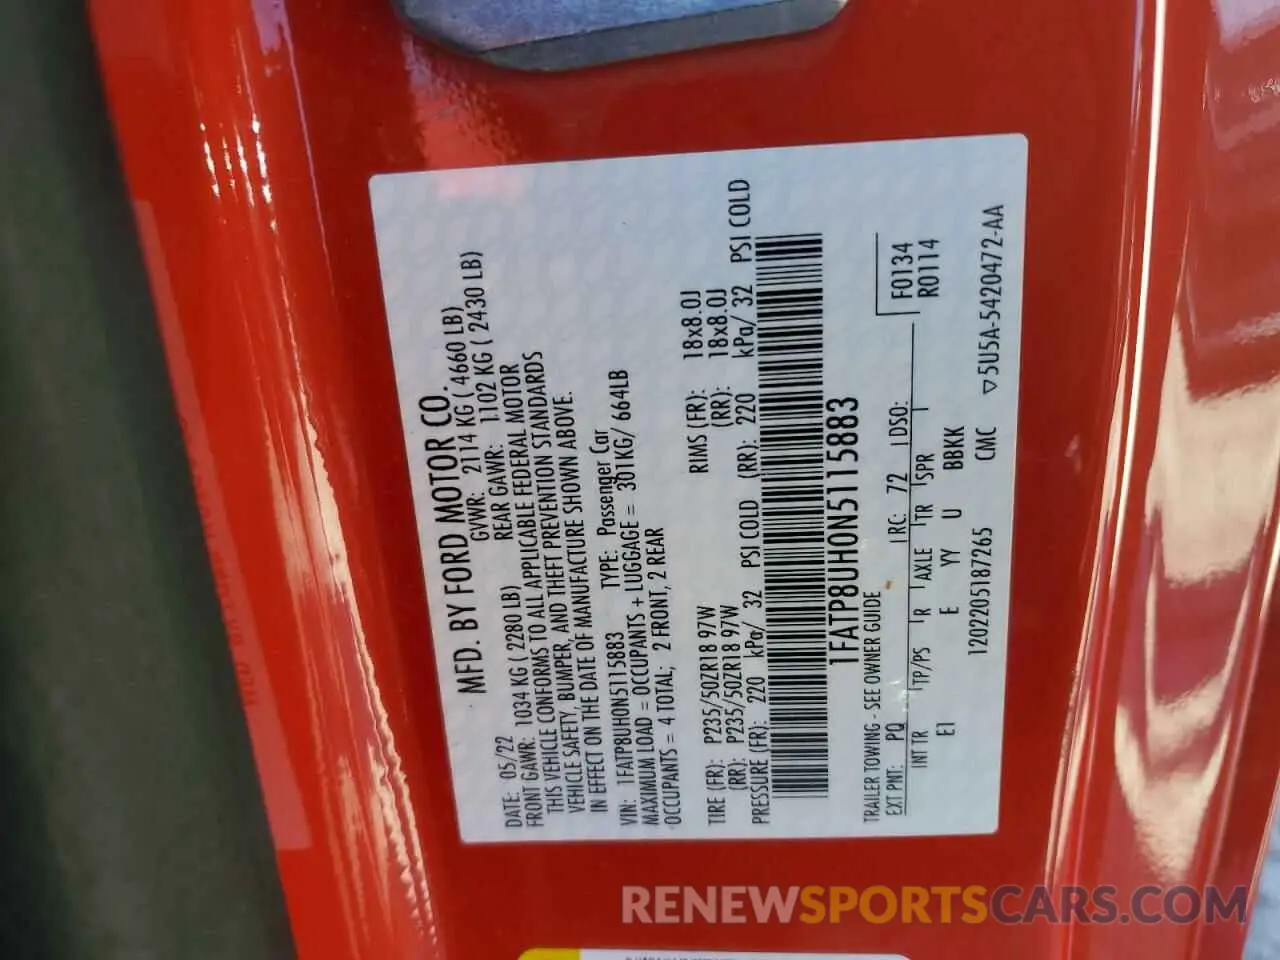 MFD. BY FORD MOTOR CO.
DATE: 05/22 GVWR: 2114 KG ( 4660 LB)
FRONT GAWR: 1034 KG ( 2280 LB) REAR GAWR: 1102 KG ( 2430 LB)
THIS VEHICLE CONFORMS TO ALL APPLICABLE FEDERAL MOTOR
VEHICLE SAFETY, BUMPER, AND THEFT PREVENTION STANDARDS
IN EFFECT ON THE DATE OF MANUFACTURE SHOWN ABOVE.
VIN: 1FATP8UH0N5115883 TYPE: Passenger Car
MAXIMUM LOAD = OCCUPANTS + LUGGAGE = 301KG/ 664LB
OCCUPANTS = 4 TOTAL; 2 FRONT, 2 REAR
TIRE (FR): P235/50ZR18 97W RIMS (FR): 18x8.0J
(RR): P235/50ZR18 97W (RR): 18x8.0J
PRESSURE (FR): 220 kPa/ 32 PSI COLD (RR): 220 kPa/ 32 PSI COLD
1FATP8UH0N5115883
TRAILER TOWING - SEE OWNER GUIDE
EXT PNT: PQ RC: 72 DSO:
F0134
R0114
INT TR TP/PS R AXLE TR SPR
EI E YY U BBKK
1202205187265 CMC ▽5U5A-5420472-AA
RENEWSPORTSCARS.COM